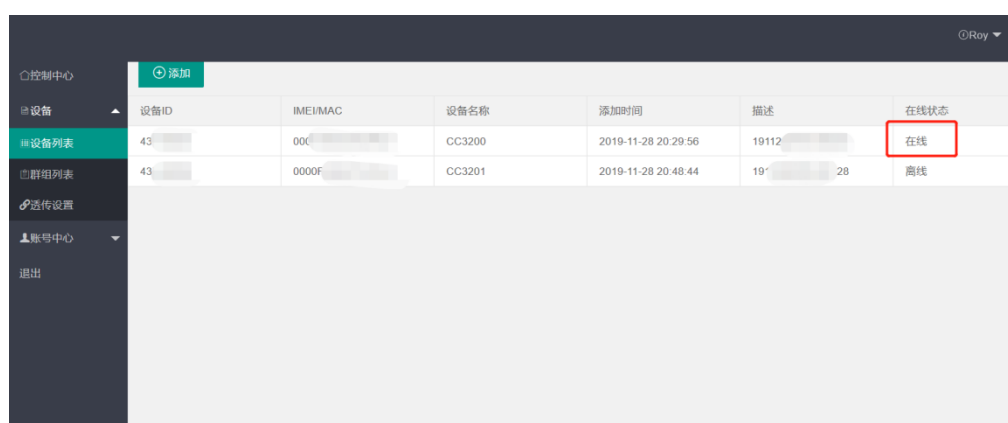 Roy
控制中心
添加
设备
设备ID IMEI/MAC 设备名称 添加时间 描述 在线状态
设备列表
43 000 CC3200 2019-11-28 20:29:56 19112 在线
群组列表
43 0000F CC3201 2019-11-28 20:48:44 19 28 离线
透传设置
账号中心
退出